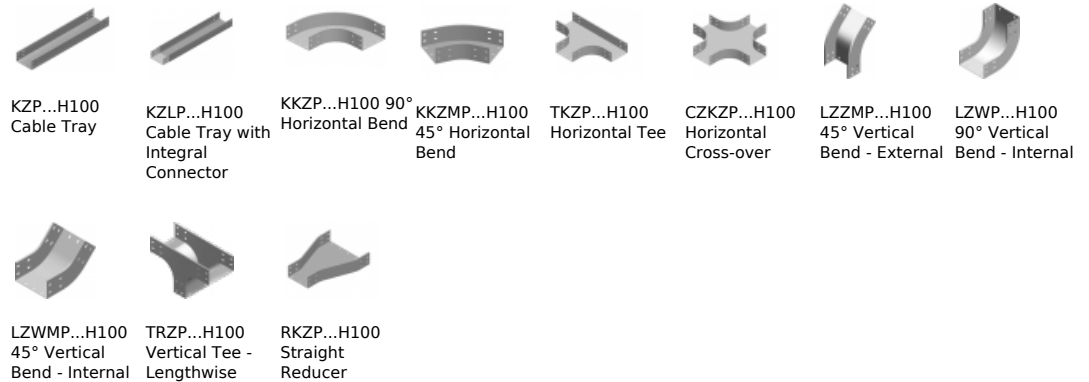 KZP...H100
Cable Tray
KZLP...H100
Cable Tray with
Integral
Connector
KKZP...H100 90°
Horizontal Bend
KKZMP...H100
45° Horizontal
Bend
TKZP...H100
Horizontal Tee
CZKZP...H100
Horizontal
Cross-over
LZZMP...H100
45° Vertical
Bend - External
LZWP...H100
90° Vertical
Bend - Internal
LZWMP...H100
45° Vertical
Bend - Internal
TRZP...H100
Vertical Tee -
Lengthwise
RKZP...H100
Straight
Reducer